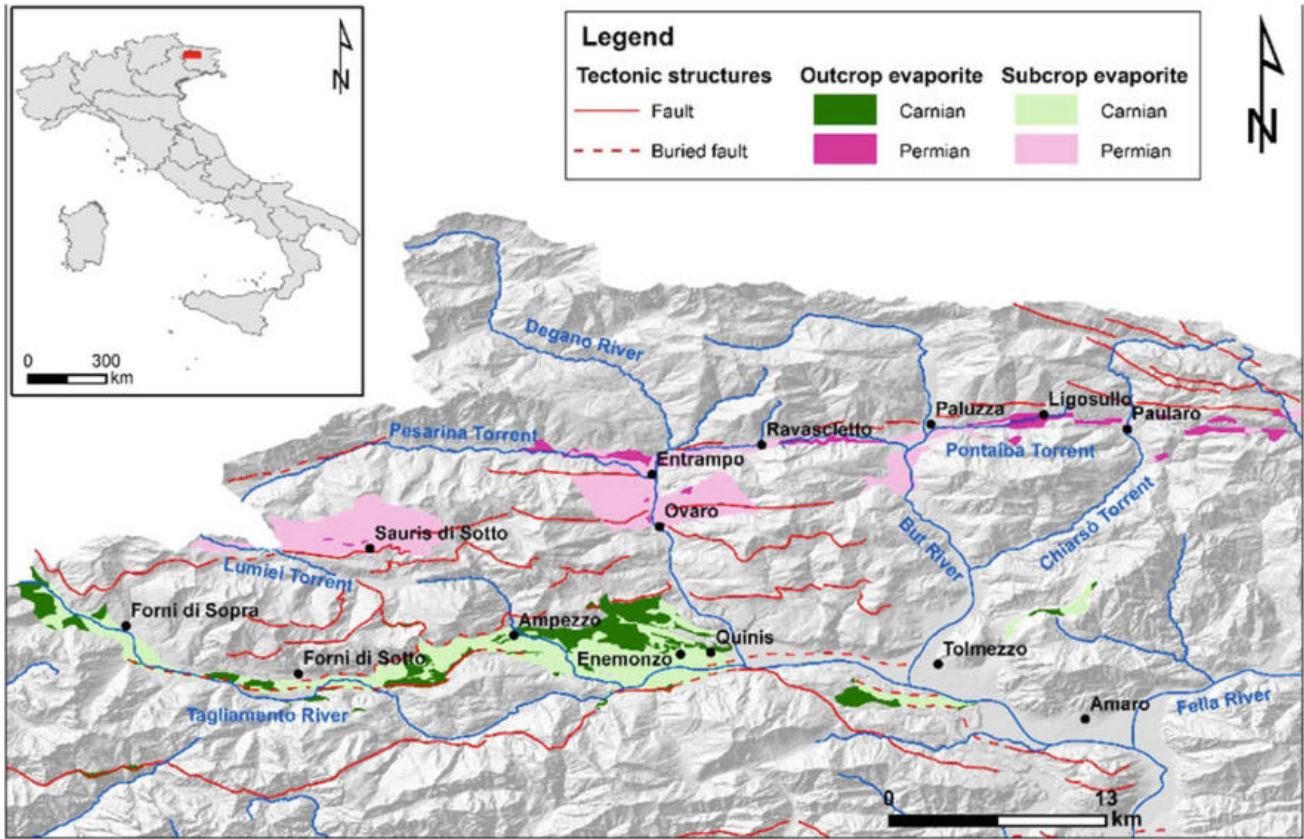 N
0 300
km
Legend
Tectonic structures
Fault
Buried fault
Outcrop evaporite
Carnian
Permian
Subcrop evaporite
Carnian
Permian
N
Degano River
Pesarina Torrent
Ravascletto
Paluzza
Ligosullo
Paularo
Pontaiba Torrent
Entrampo
Ovaro
Sauris di Sotto
Lumiei Torrent
But River
Chiarsò Torrent
Forni di Sopra
Ampezzo
Quinis
Enemonzo
Forni di Sotto
Tolmezzo
Tagliamento River
Amaro
Fella River
0 13
km